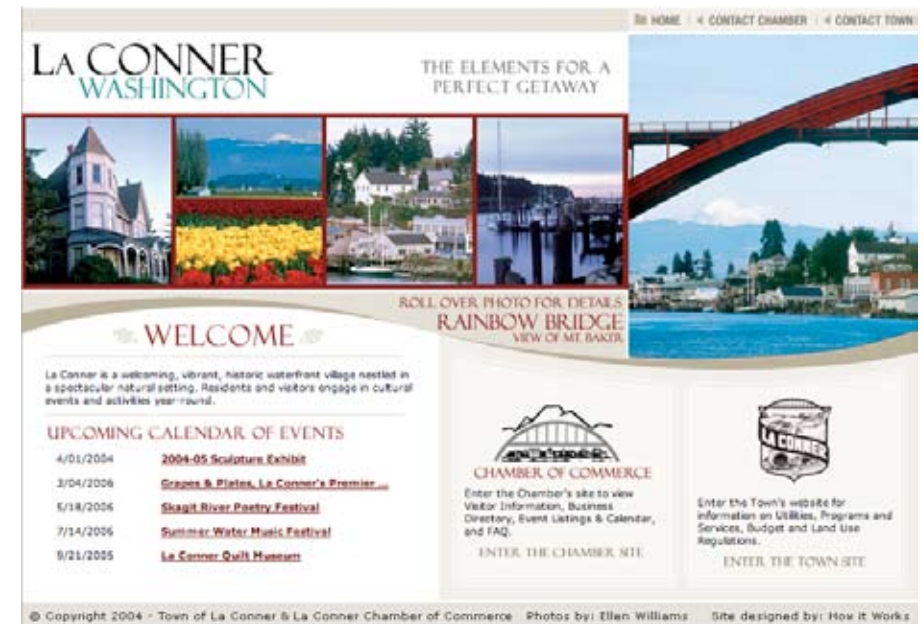 HOME CONTACT CHAMBER CONTACT TOWN
LA CONNER
WASHINGTON
THE ELEMENTS FOR A
PERFECT GETAWAY
ROLL OVER PHOTO FOR DETAILS
RAINBOW BRIDGE
VIEW OF MT. BAKER
WELCOME
La Conner is a welcoming, vibrant, historic waterfront village nestled in
a spectacular natural setting. Residents and visitors engage in cultural
events and activities year-round.
UPCOMING CALENDAR OF EVENTS
4/01/2004 2004-05 Sculpture Exhibit
3/04/2006 Grapes & Plates, La Conner's Premier ...
5/18/2006 Skagit River Poetry Festival
7/14/2006 Summer Water Music Festival
9/21/2005 La Conner Quilt Museum
CHAMBER OF COMMERCE
Enter the Chamber's site to view
Visitor Information, Business
Directory, Event Listings & Calendar,
and FAQ.
ENTER THE CHAMBER SITE
LA CONNER
Enter the Town's website for
information on Utilities, Programs and
Services, Budget and Land Use
Regulations.
ENTER THE TOWN SITE
© Copyright 2004 - Town of La Conner & La Conner Chamber of Commerce Photos by: Ellen Williams Site designed by: How it Works